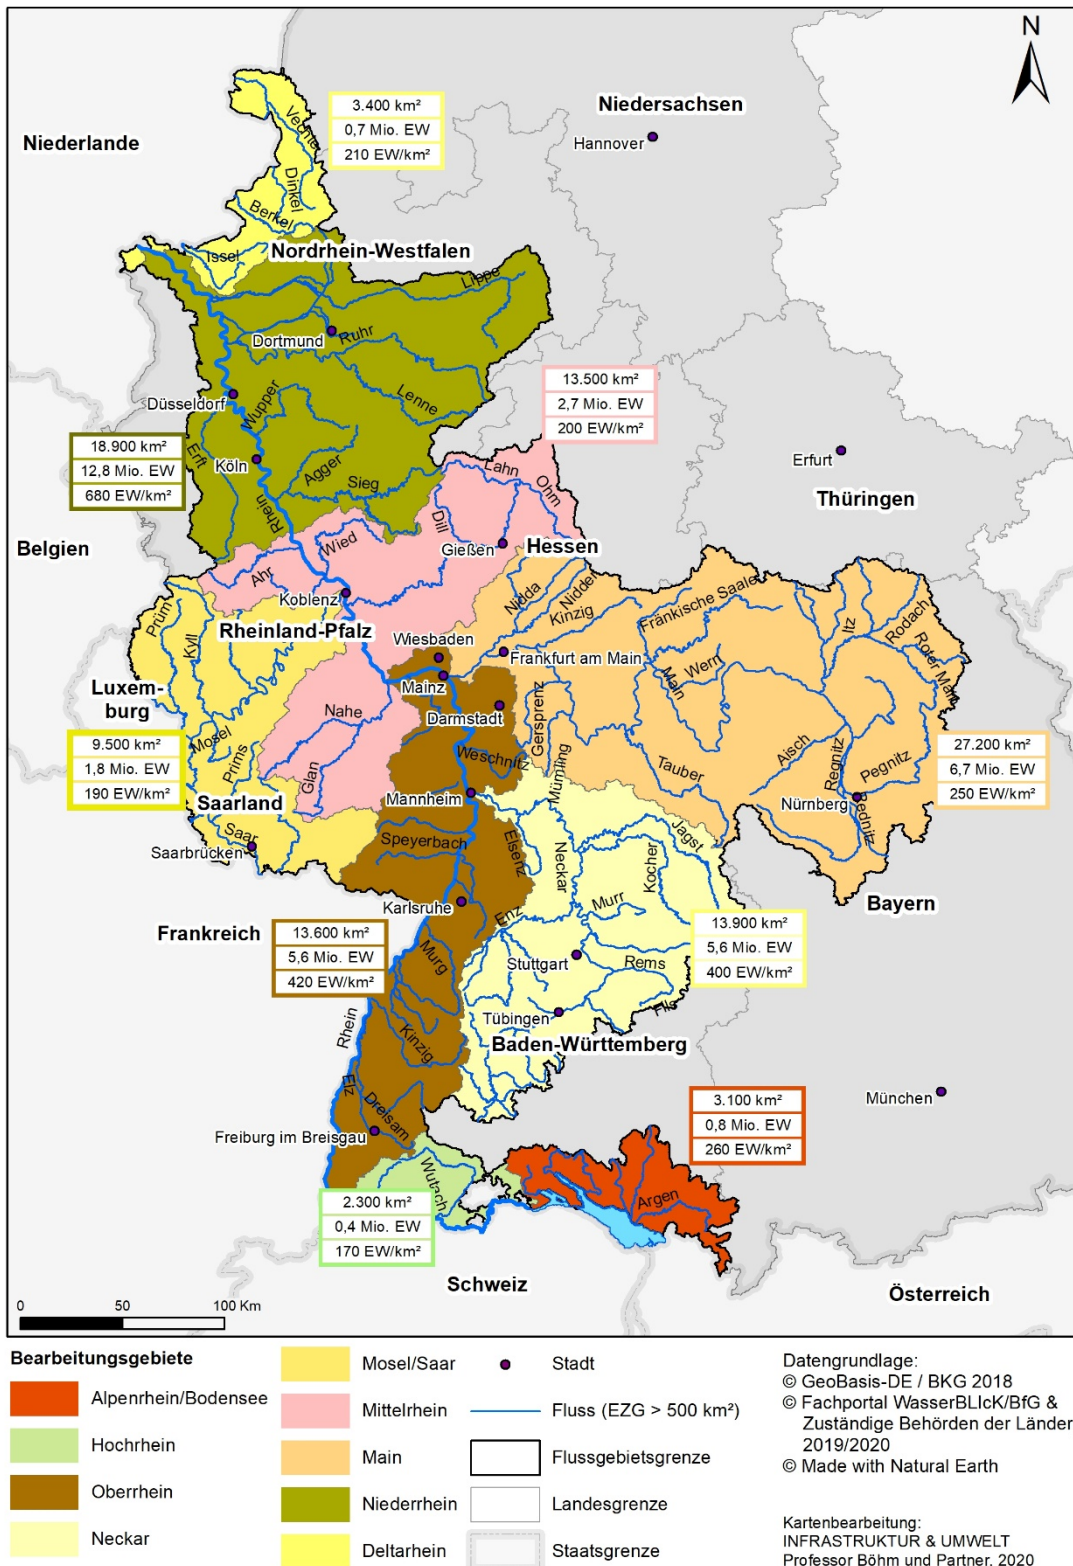 N
Niedersachsen
Hannover
Niederlande
3.400 km²
0,7 Mio. EW
210 EW/km²
Vechte
Dinkel
Berkel
Issel
Nordrhein-Westfalen
Lippe
Dortmund
Ruhr
Düsseldorf
Wupper
Lenne
13.500 km²
2,7 Mio. EW
200 EW/km²
18.900 km²
12,8 Mio. EW
680 EW/km²
Erft
Köln
Agger
Sieg
Rhein
Erfurt
Thüringen
Belgien
Lahn
Ohm
Dill
Gießen
Hessen
Wied
Ahr
Koblenz
Nidda
Nidder
Kinzig
Fränkische Saale
Itz
Rodach
Roter Main
Prüm
Kyll
Rheinland-Pfalz
Wiesbaden
Frankfurt am Main
Main
Wern
Mainz
Luxem-
burg
Darmstadt
Gersprenz
Nahe
Mosel
9.500 km²
1,8 Mio. EW
190 EW/km²
Prims
Glan
Weschnitz
Mümling
Tauber
Aisch
Regnitz
Pegnitz
27.200 km²
6,7 Mio. EW
250 EW/km²
Saarland
Mannheim
Nürnberg
Rednitz
Saar
Saarbrücken
Speyerbach
Elsenz
Neckar
Kocher
Jagst
Karlsruhe
Enz
Murr
Bayern
Frankreich
13.600 km²
5,6 Mio. EW
420 EW/km²
13.900 km²
5,6 Mio. EW
400 EW/km²
Murg
Stuttgart
Rems
Rhein
Kinzig
Tübingen
Fils
Baden-Württemberg
Elz
Dreisam
Freiburg im Breisgau
3.100 km²
0,8 Mio. EW
260 EW/km²
München
Wutach
Argen
2.300 km²
0,4 Mio. EW
170 EW/km²
Schweiz
Österreich
0 50 100 Km
Bearbeitungsgebiete
Alpenrhein/Bodensee
Hochrhein
Oberrhein
Neckar
Mosel/Saar
Mittelrhein
Main
Niederrhein
Deltarhein
Stadt
Fluss (EZG > 500 km²)
Flussgebietsgrenze
Landesgrenze
Staatsgrenze
Datengrundlage:
© GeoBasis-DE / BKG 2018
© Fachportal WasserBLIcK/BfG &
Zuständige Behörden der Länder
2019/2020
© Made with Natural Earth
Kartenbearbeitung:
INFRASTRUKTUR & UMWELT
Professor Böhm und Partner, 2020